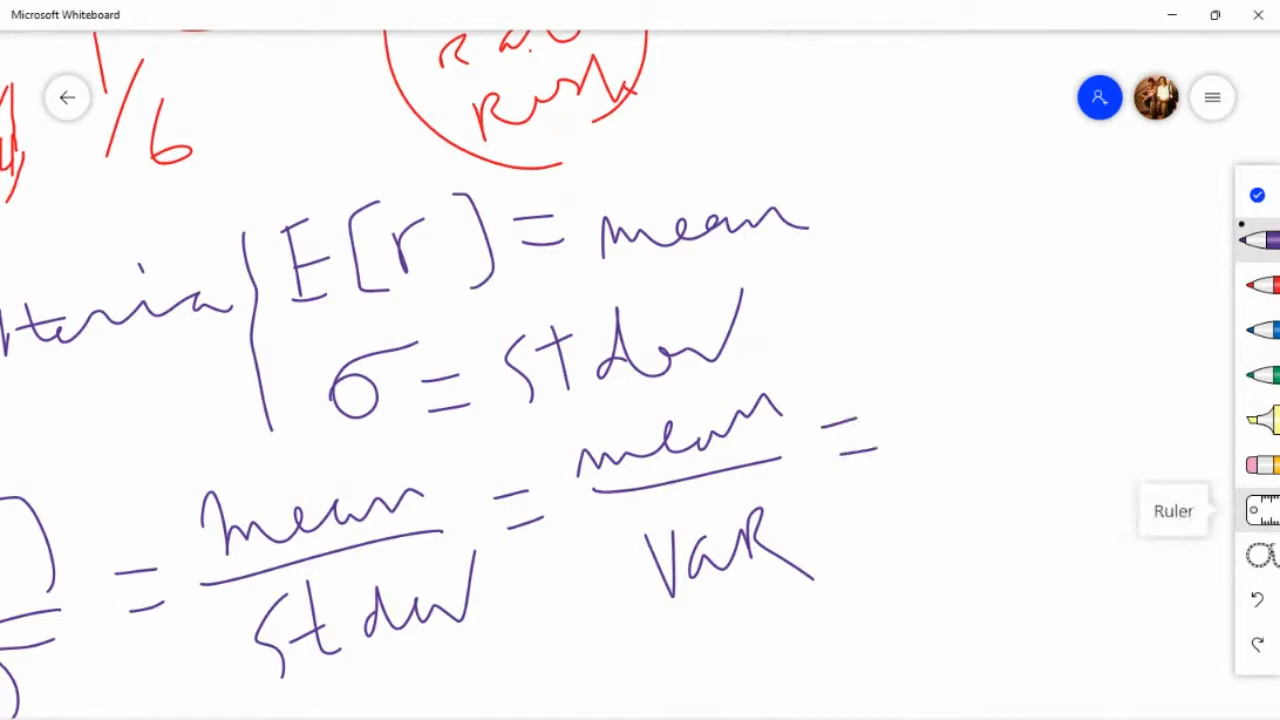 Microsoft Whiteboard
1/6
Risk
E[r] = mean
σ = stdev
= mean/stdev = mean/VaR =
Ruler